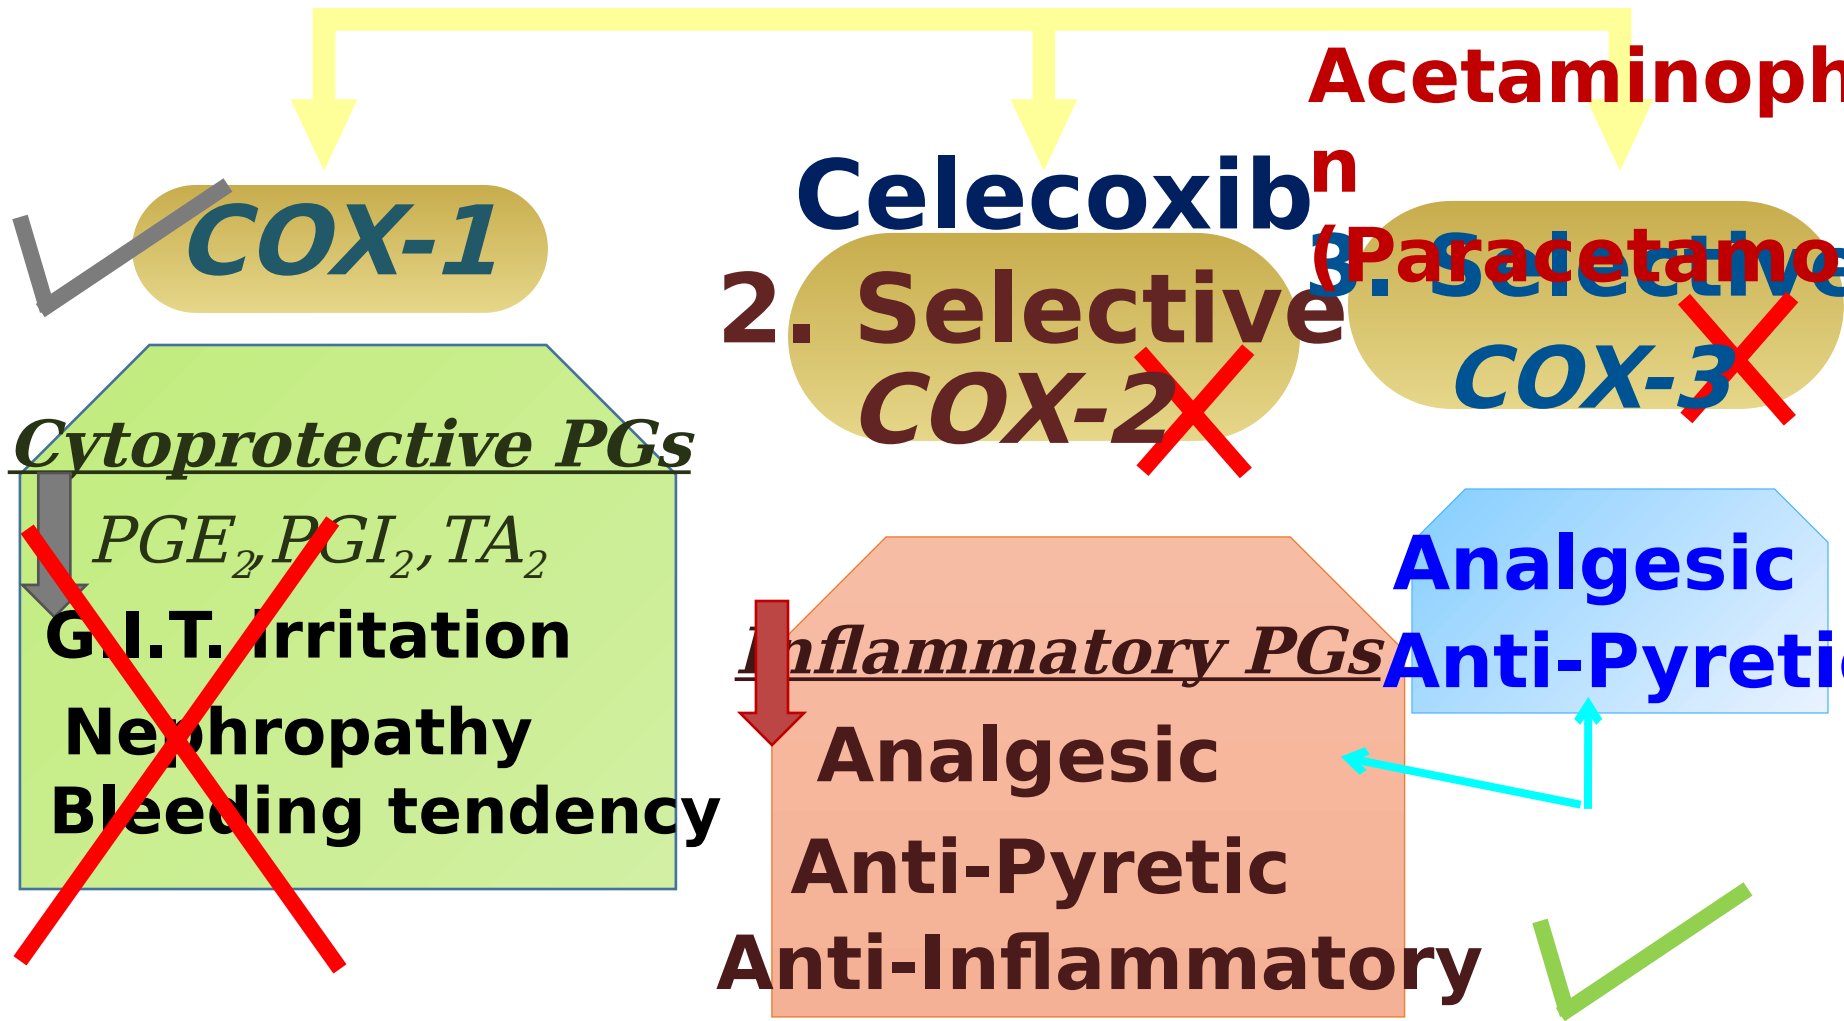 COX-1
Cytoprotective PGs
PGE2,PGI2,TA2
G.I.T. irritation
Nephropathy
Bleeding tendency
Celecoxib
2. Selective
COX-2
Inflammatory PGs
Analgesic
Anti-Pyretic
Anti-Inflammatory
Acetaminoph
n
(Paracetamo
3. Selective
COX-3
Analgesic
Anti-Pyretic